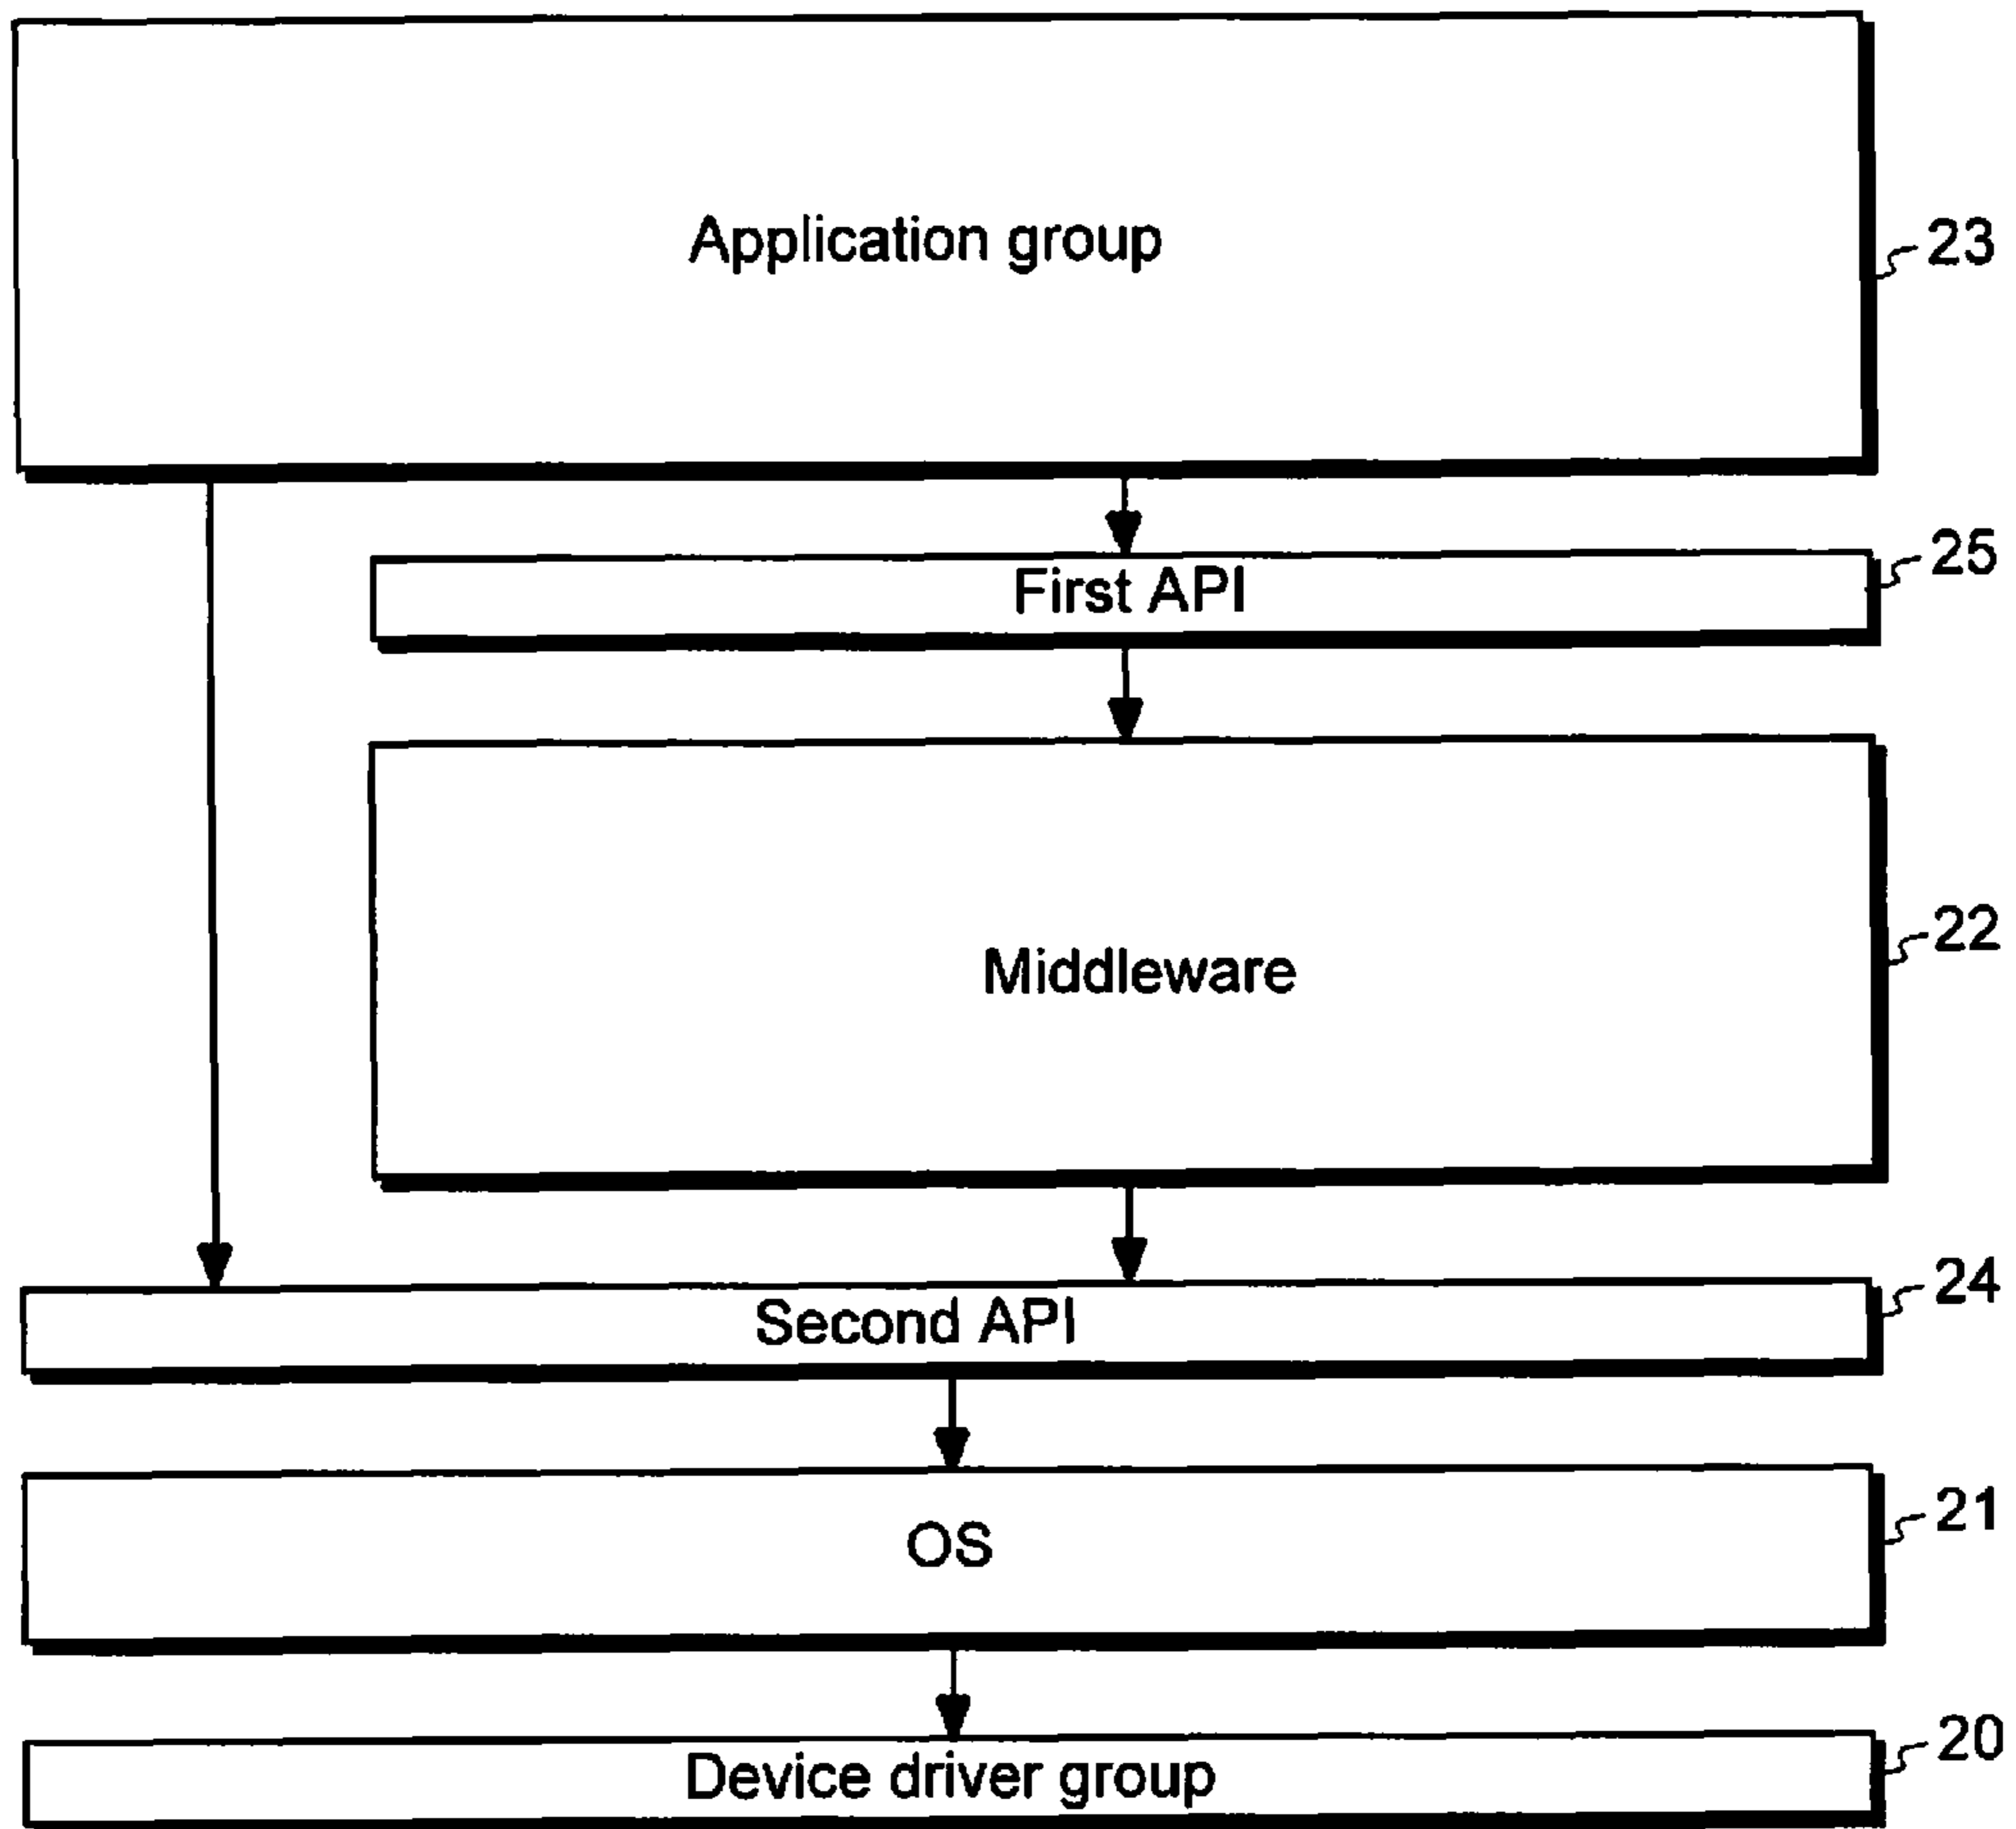 Application group
23
25
First API
22
Middleware
24
Second API
21
OS
20
Device driver group